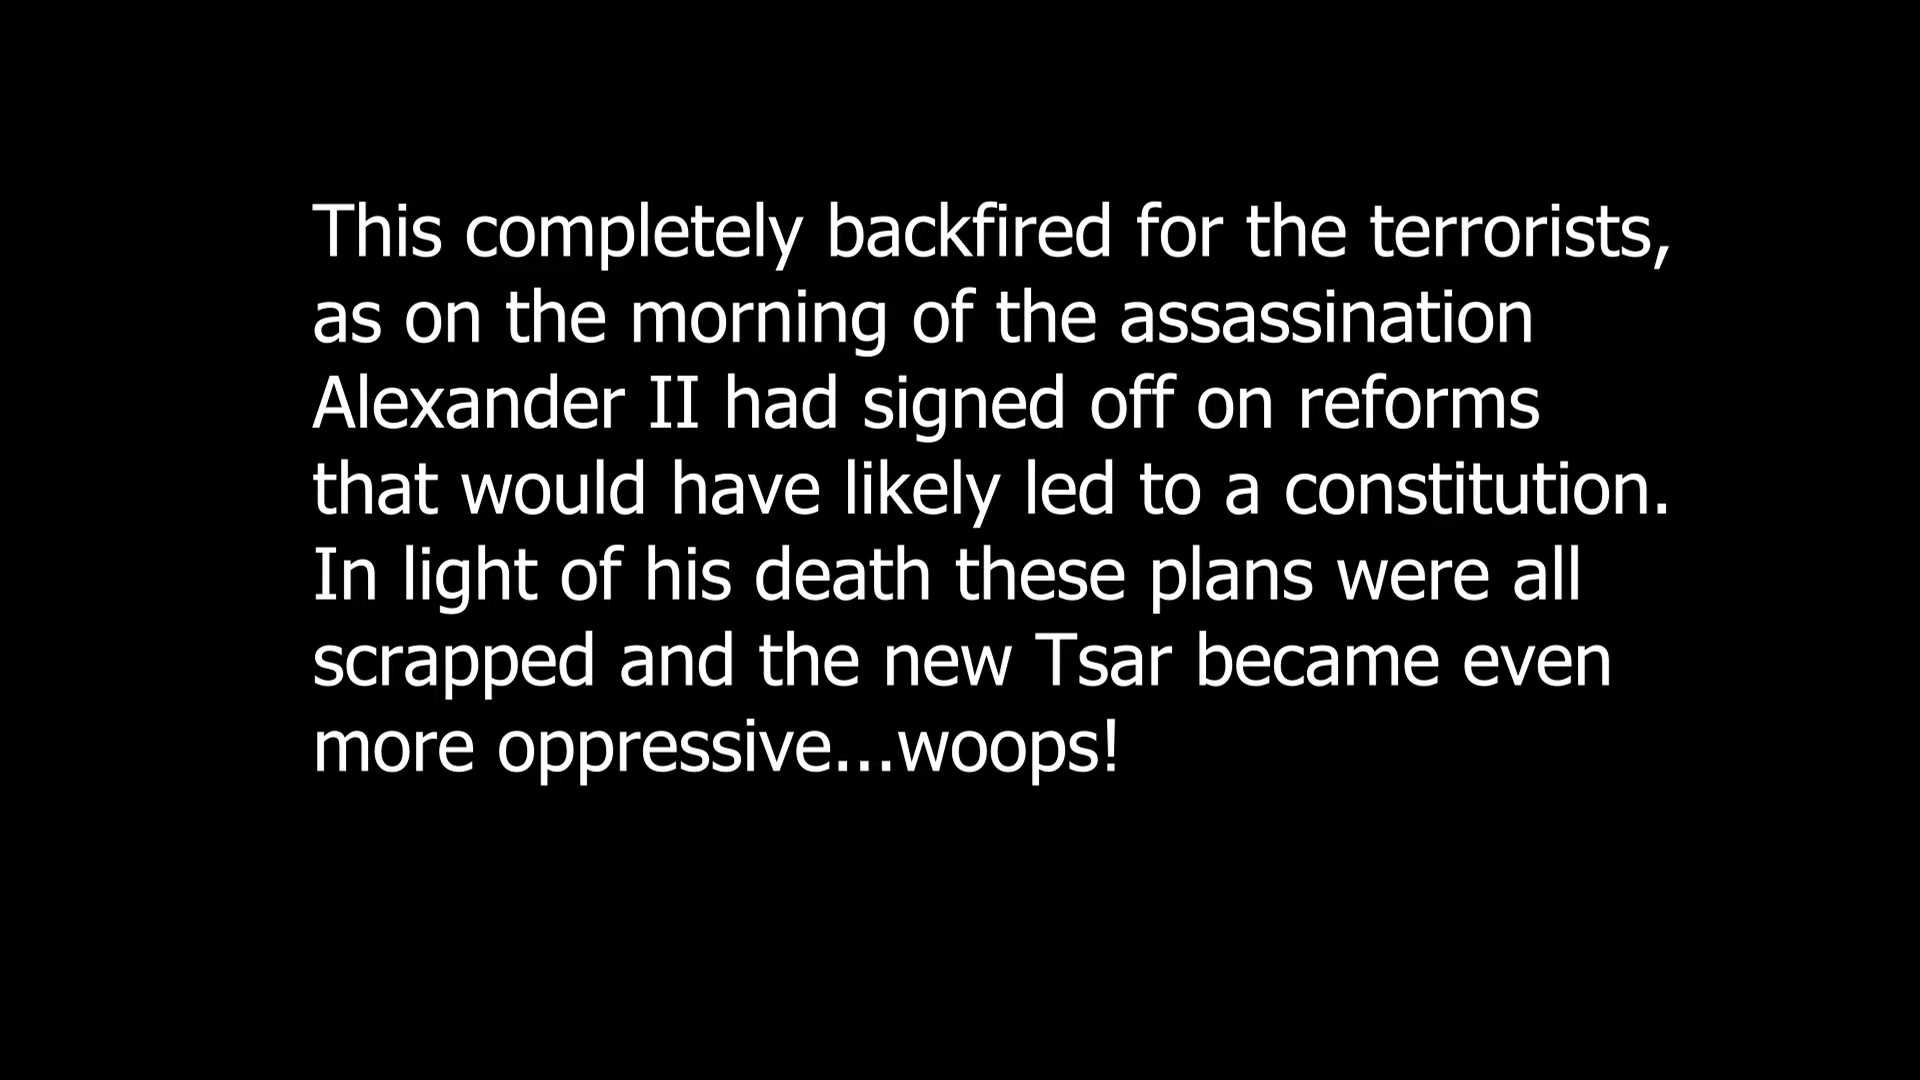 This completely backfired for the terrorists,
as on the morning of the assassination
Alexander II had signed off on reforms
that would have likely led to a constitution.
In light of his death these plans were all
scrapped and the new Tsar became even
more oppressive...woops!